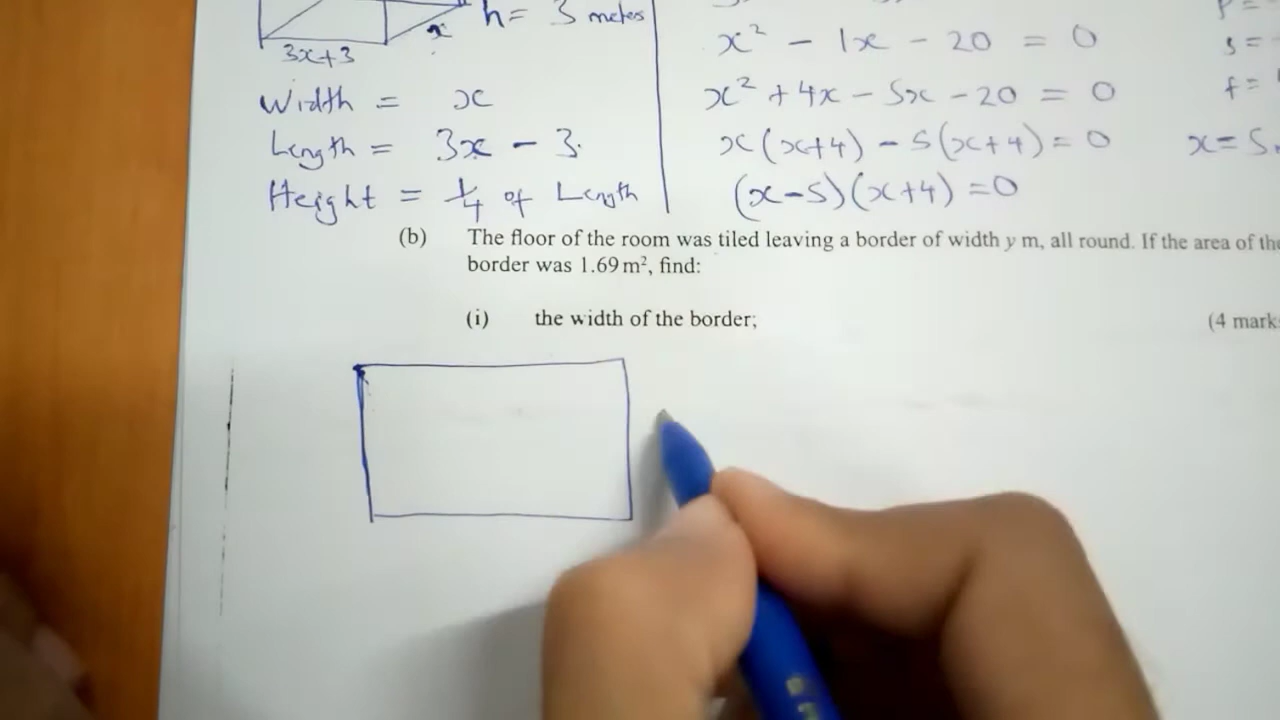 h = 3 meters
3x+3
x
Width = x
Length = 3x - 3.
Height = 1/4 of Length
x² - 1x - 20 = 0
x² + 4x - 5x - 20 = 0
x(x+4) - 5(x+4) = 0
(x-5)(x+4) = 0
s =
f =
x = 5
(b) The floor of the room was tiled leaving a border of width y m, all round. If the area of the
border was 1.69 m², find:
(i) the width of the border; (4 mark